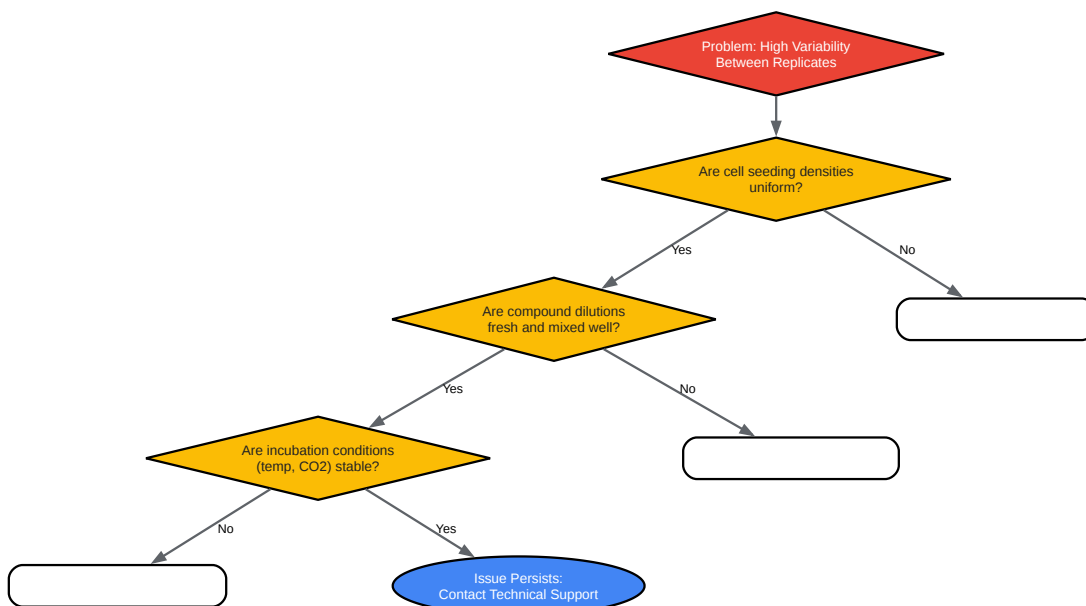 Problem: High Variability
Between Replicates
Are cell seeding densities
uniform?
Yes
No
Are compound dilutions
fresh and mixed well?
Yes
No
Are incubation conditions
(temp, CO2) stable?
No
Yes
Issue Persists:
Contact Technical Support